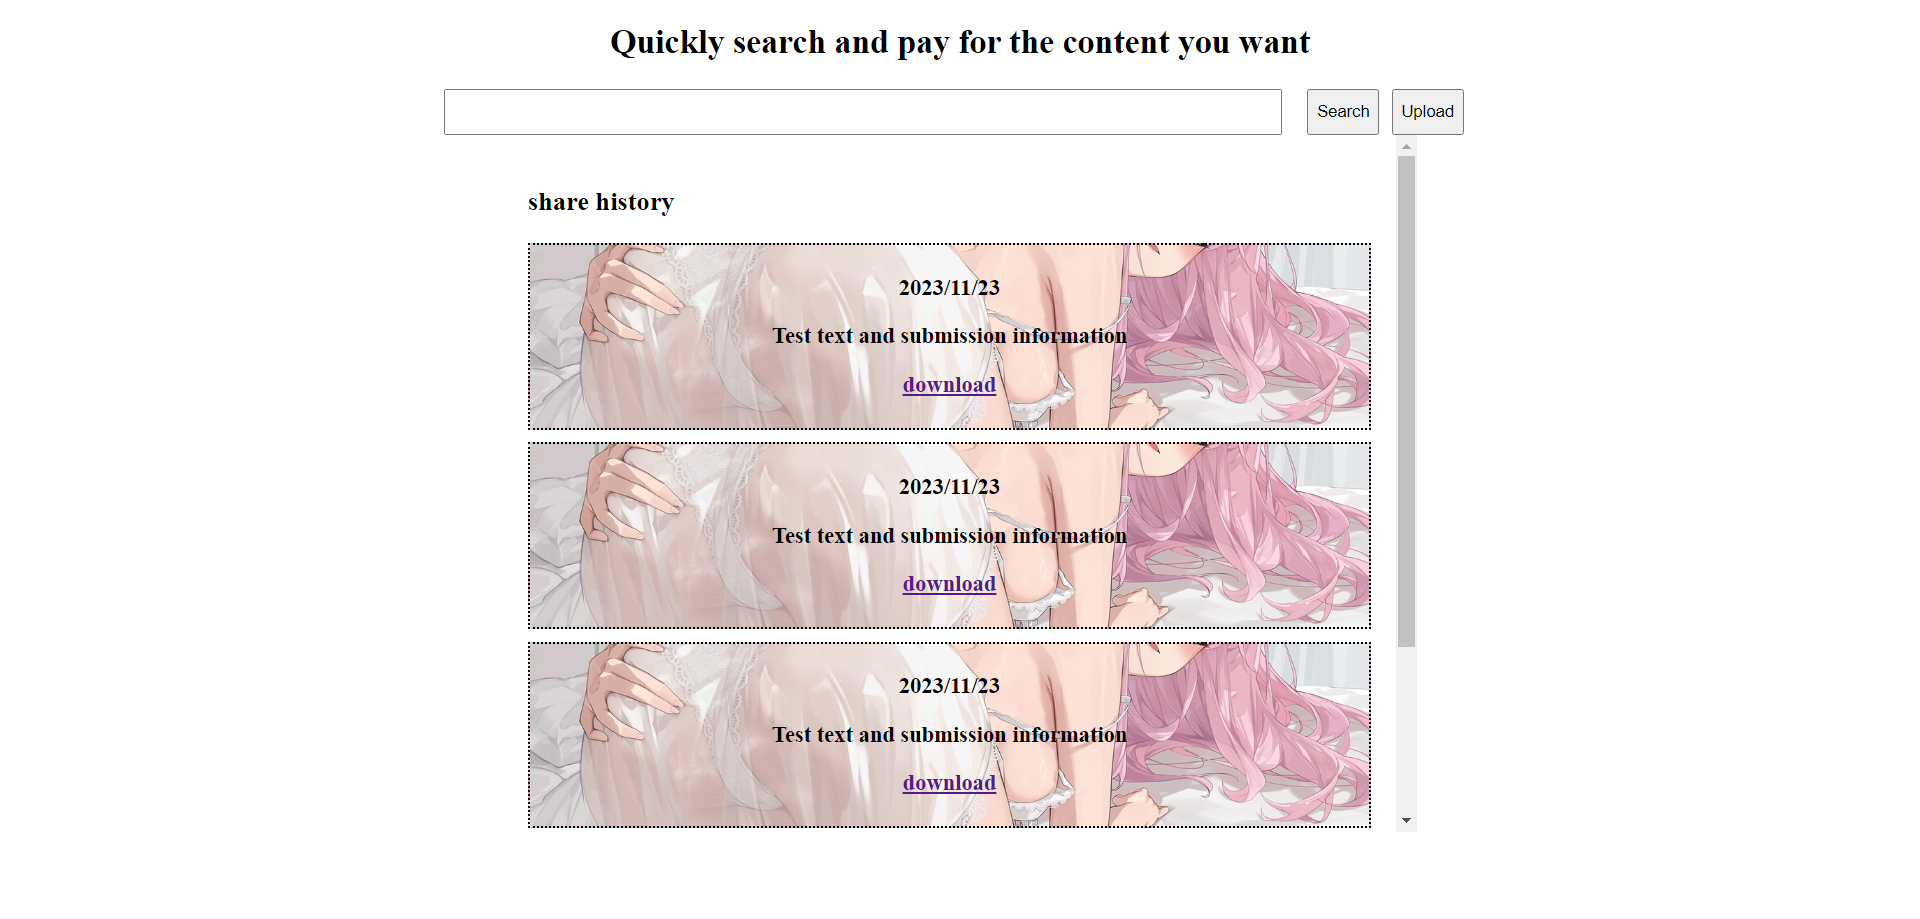 Quickly search and pay for the content you want
Search Upload
share history
2023/11/23
Test text and submission information
download
2023/11/23
Test text and submission information
download
2023/11/23
Test text and submission information
download